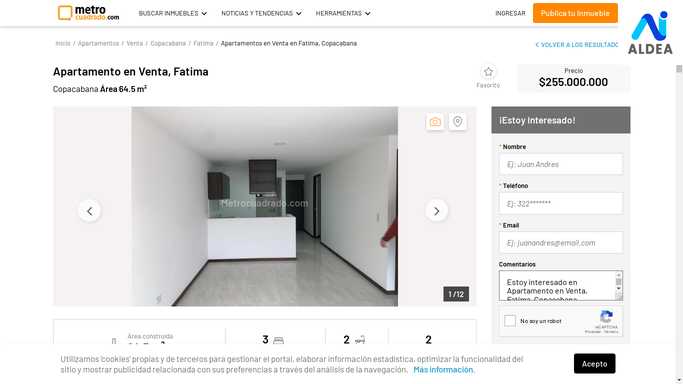 metro
cuadrado.com
BUSCAR INMUEBLES
NOTICIAS Y TENDENCIAS
HERRAMIENTAS
INGRESAR
Publica tu Inmueble
ALDEA
Inicio / Apartamentos / Venta / Copacabana / Fatima / Apartamentos en Venta en Fatima, Copacabana
VOLVER A LOS RESULTADO
Apartamento en Venta, Fatima
Copacabana Área 64.5 m²
Favorito
Precio
$255.000.000
Metrocuadrado.com
1 /12
¡Estoy Interesado!
* Nombre
Ej: Juan Andres
* Teléfono
Ej: 322*******
* Email
Ej: juanandres@email.com
Comentarios
Estoy interesado en
Apartamento en Venta,
Fatima, Copacabana
No soy un robot
reCAPTCHA
Privacidad - Términos
Área construida
3
2
2
Utilizamos 'cookies' propias y de terceros para gestionar el portal, elaborar información estadística, optimizar la funcionalidad del
sitio y mostrar publicidad relacionada con sus preferencias a través del análisis de la navegación. Más información.
Acepto